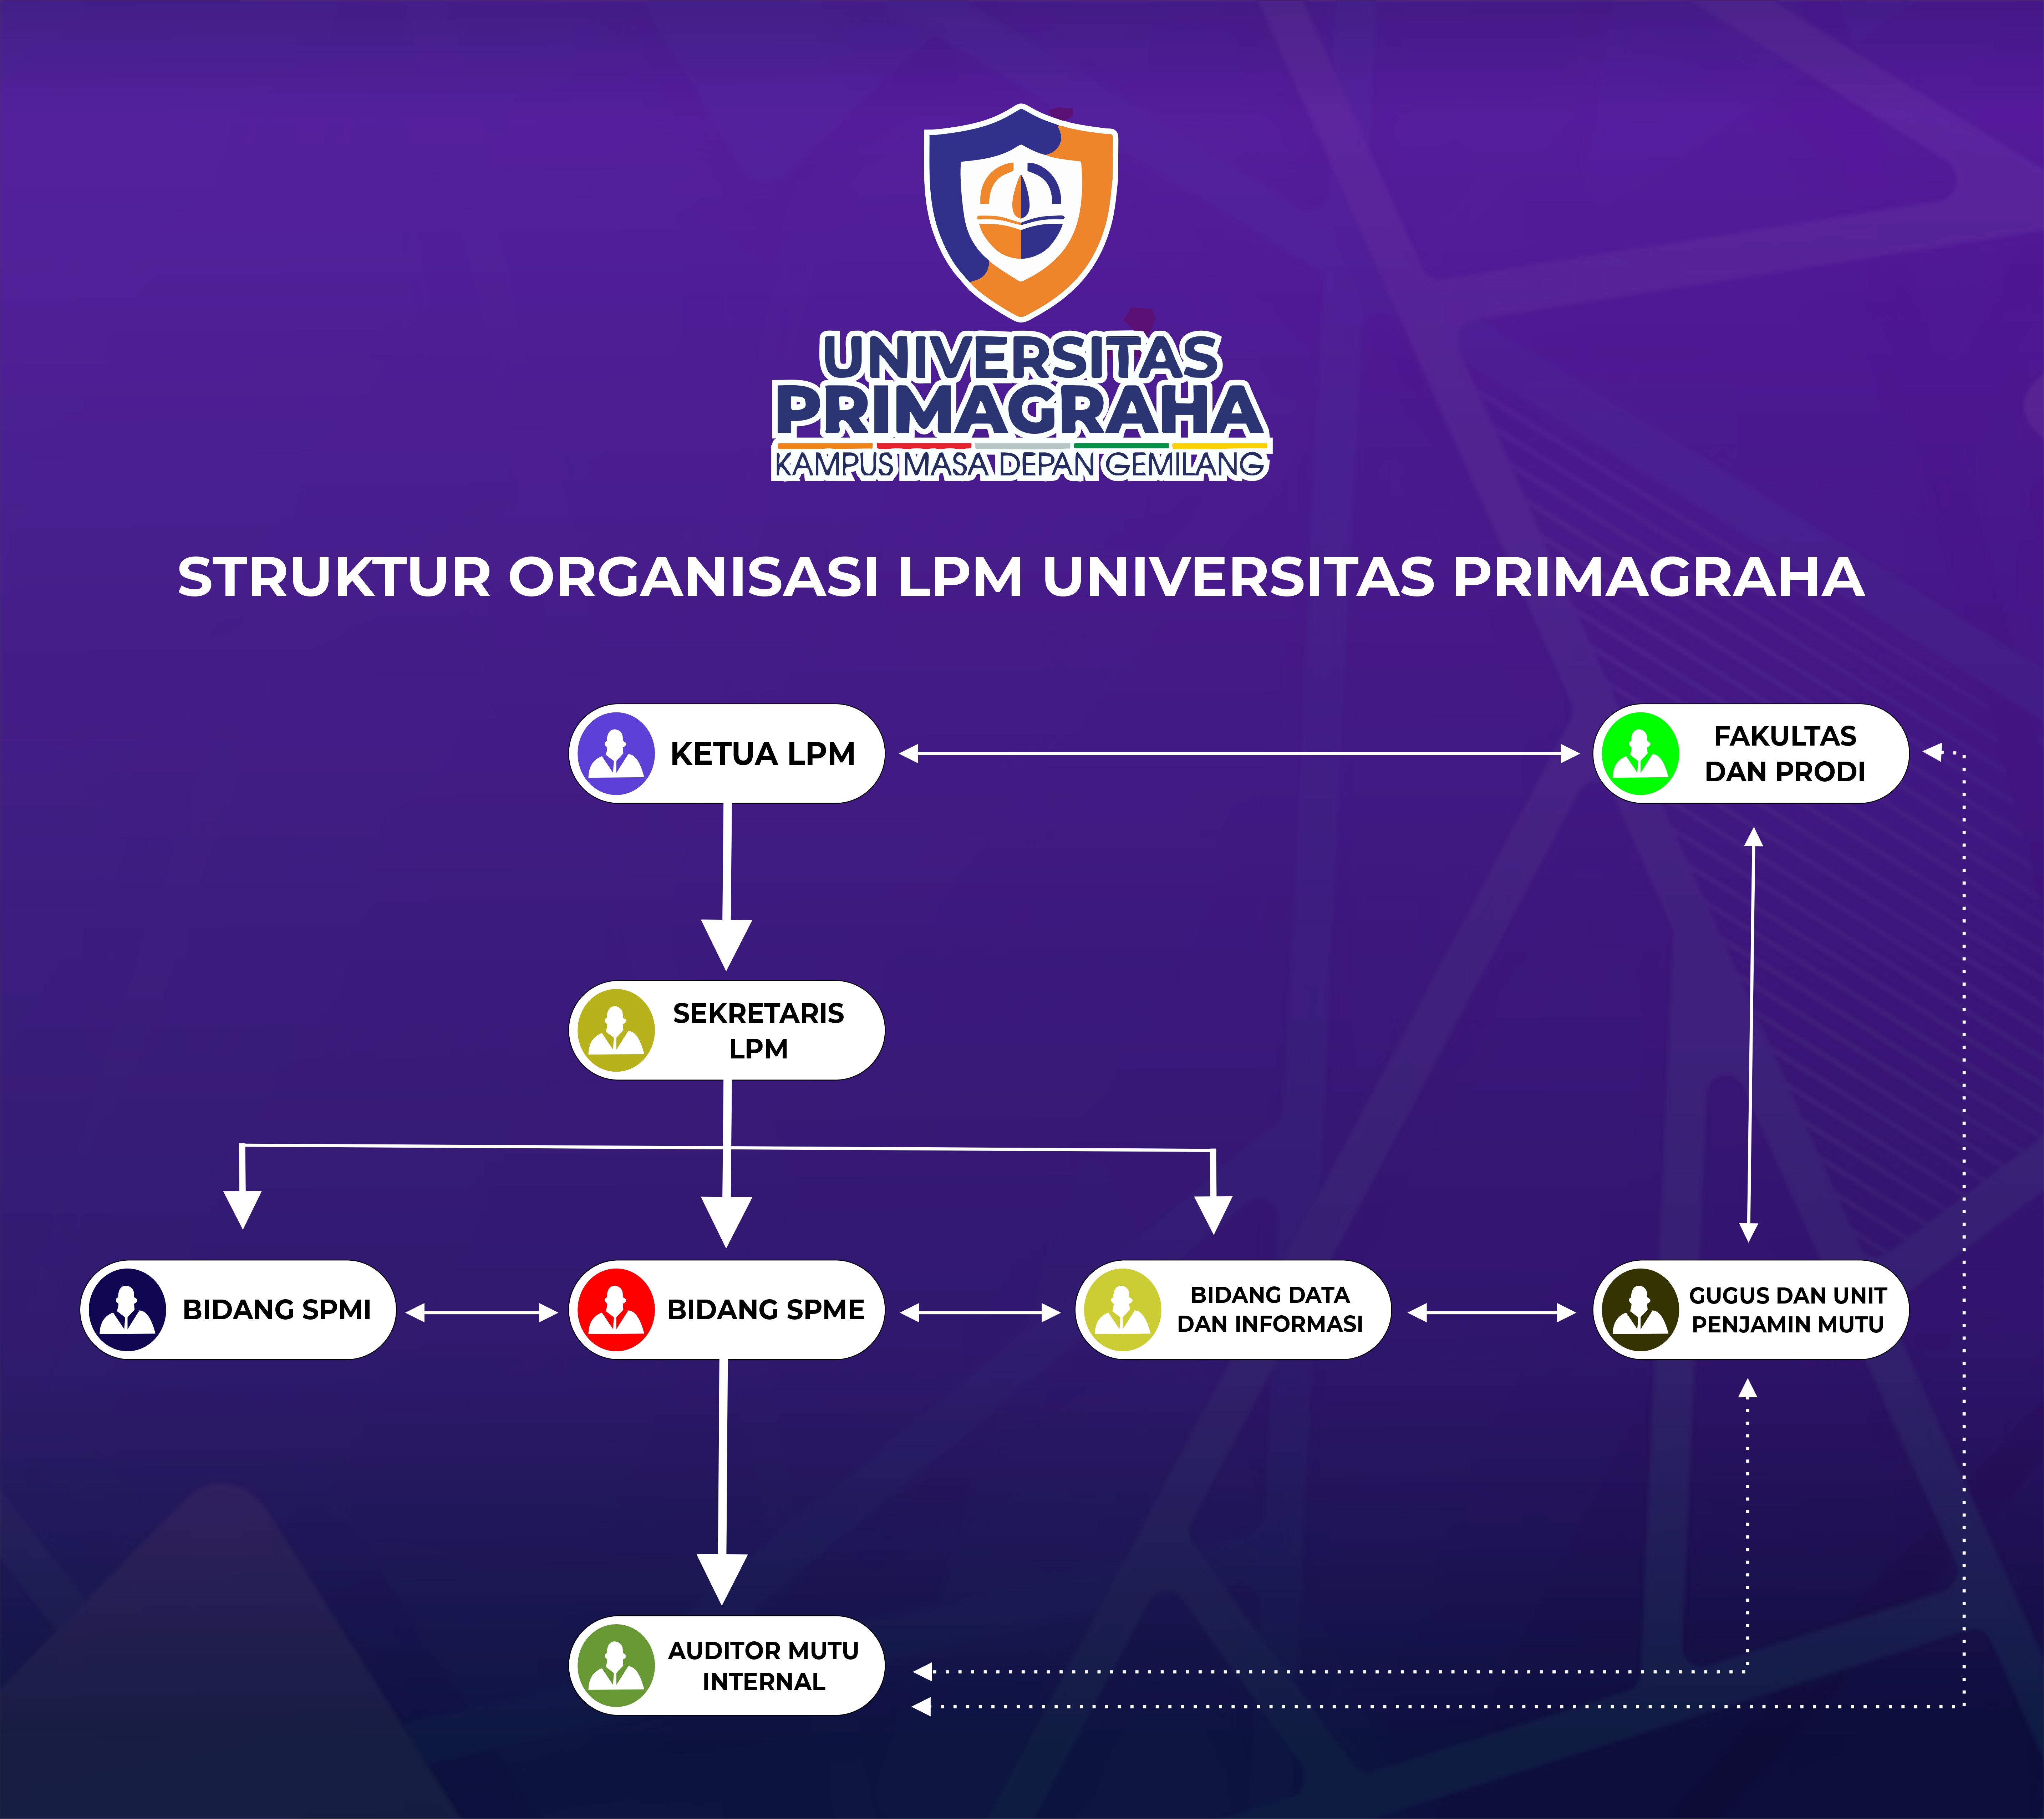 UNIVERSITAS
PRIMAGRAHA
KAMPUS MASA DEPAN GEMILANG
STRUKTUR ORGANISASI LPM UNIVERSITAS PRIMAGRAHA
KETUA LPM
FAKULTAS
DAN PRODI
SEKRETARIS
LPM
BIDANG SPMI
BIDANG SPME
BIDANG DATA
DAN INFORMASI
GUGUS DAN UNIT
PENJAMIN MUTU
AUDITOR MUTU
INTERNAL